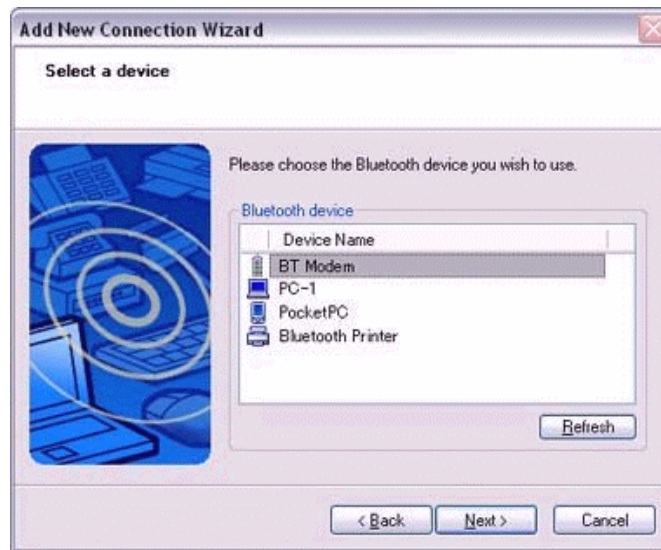 Add New Connection Wizard
Select a device
Please choose the Bluetooth device you wish to use.
Bluetooth device
Device Name
BT Modem
PC-1
PocketPC
Bluetooth Printer
Refresh
< Back Next > Cancel